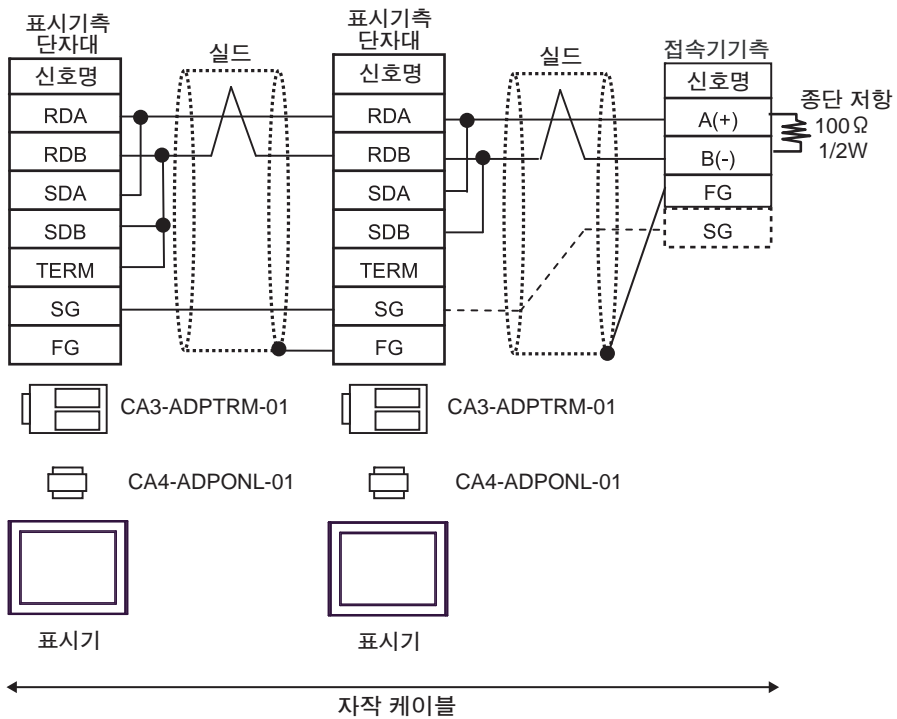 표시기측
단자대
신호명
RDA
RDB
SDA
SDB
TERM
SG
FG
실드
표시기측
단자대
신호명
RDA
RDB
SDA
SDB
TERM
SG
FG
실드
접속기기측
신호명
A(+)
B(-)
FG
SG
종단 저항
100Ω
1/2W
CA3-ADPTRM-01
CA3-ADPTRM-01
CA4-ADPONL-01
CA4-ADPONL-01
표시기
표시기
자작 케이블